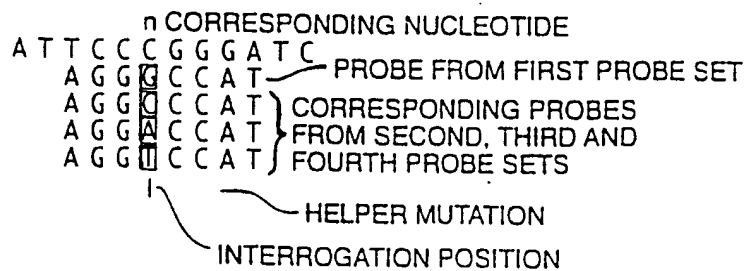 n CORRESPONDING NUCLEOTIDE
A T T C C C G G G A T C
A G G G C C A T PROBE FROM FIRST PROBE SET
A G G C C C A T CORRESPONDING PROBES
A G G A C C A T FROM SECOND, THIRD AND
A G G T C C A T FOURTH PROBE SETS
I
HELPER MUTATION
INTERROGATION POSITION